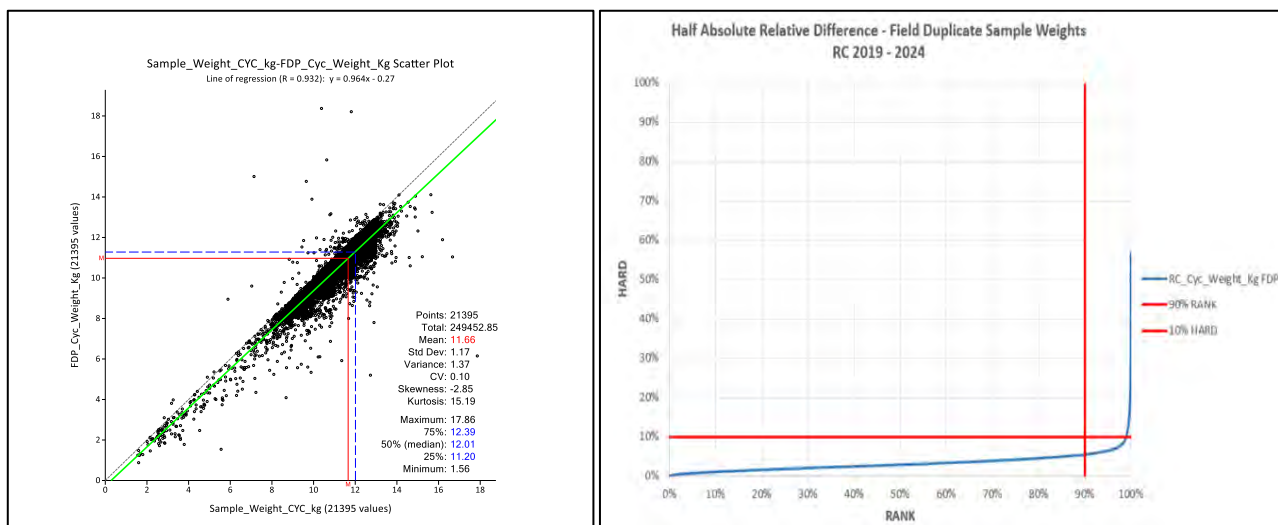 Sample_Weight_CYC_kg-FDP_Cyc_Weight_Kg Scatter Plot
Line of regression (R = 0.932): y = 0.964x - 0.27
FDP_Cyc_Weight_Kg (21395 values)
18
16
14
12
10
8
6
4
2
0
M
Points: 21395
Total: 249452.85
Mean: 11.66
Std Dev: 1.17
Variance: 1.37
CV: 0.10
Skewness: -2.85
Kurtosis: 15.19
Maximum: 17.86
75%: 12.39
50% (median): 12.01
25%: 11.20
Minimum: 1.56
0 2 4 6 8 10 12 14 16 18
M
Sample_Weight_CYC_kg (21395 values)
Half Absolute Relative Difference - Field Duplicate Sample Weights
RC 2019 - 2024
HARD
100%
90%
80%
70%
60%
50%
40%
30%
20%
10%
0%
0% 10% 20% 30% 40% 50% 60% 70% 80% 90% 100%
RANK
RC_Cyc_Weight_Kg FDP
90% RANK
10% HARD